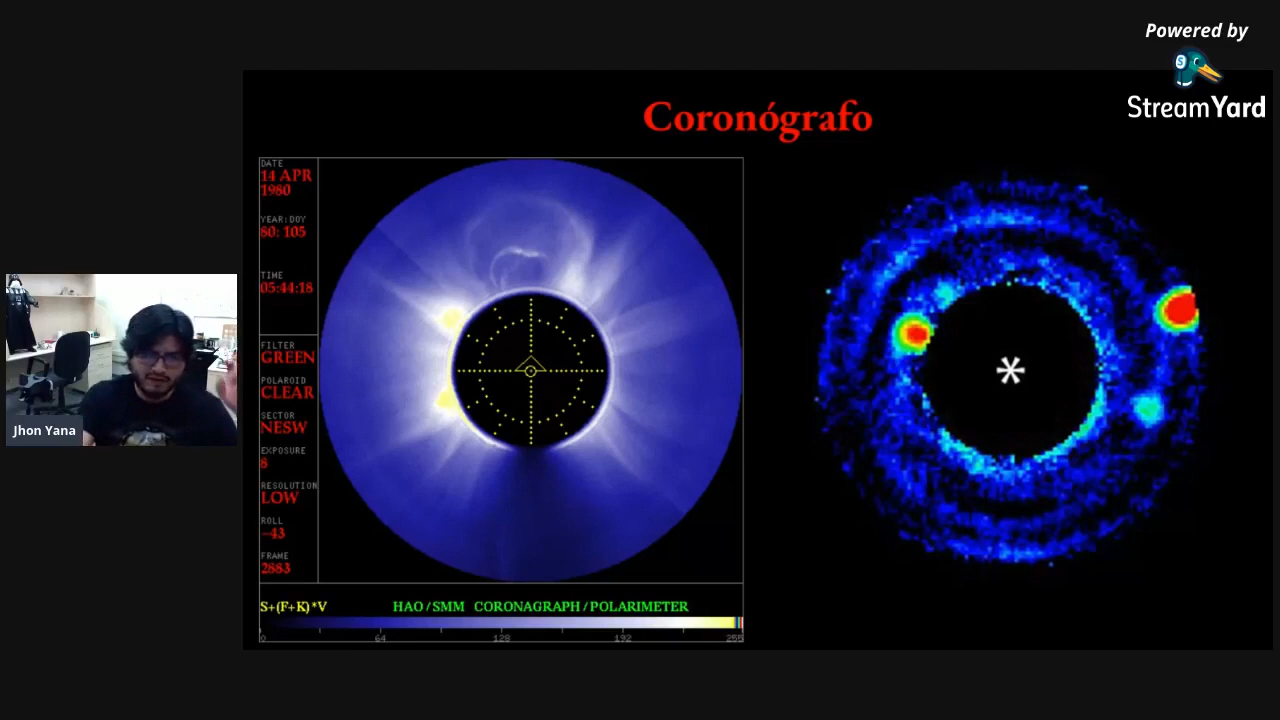 Powered by
StreamYard
Coronógrafo
DATE
14 APR
1980
YEAR:DOY
80: 105
TIME
05:44:18
FILTER
GREEN
POLAROID
CLEAR
SECTOR
NESW
EXPOSURE
8
RESOLUTION
LOW
ROLL
-43
FRAME
2883
S+(F+K)*V
HAO / SMM CORONAGRAPH / POLARIMETER
0 64 128 192 255
Jhon Yana